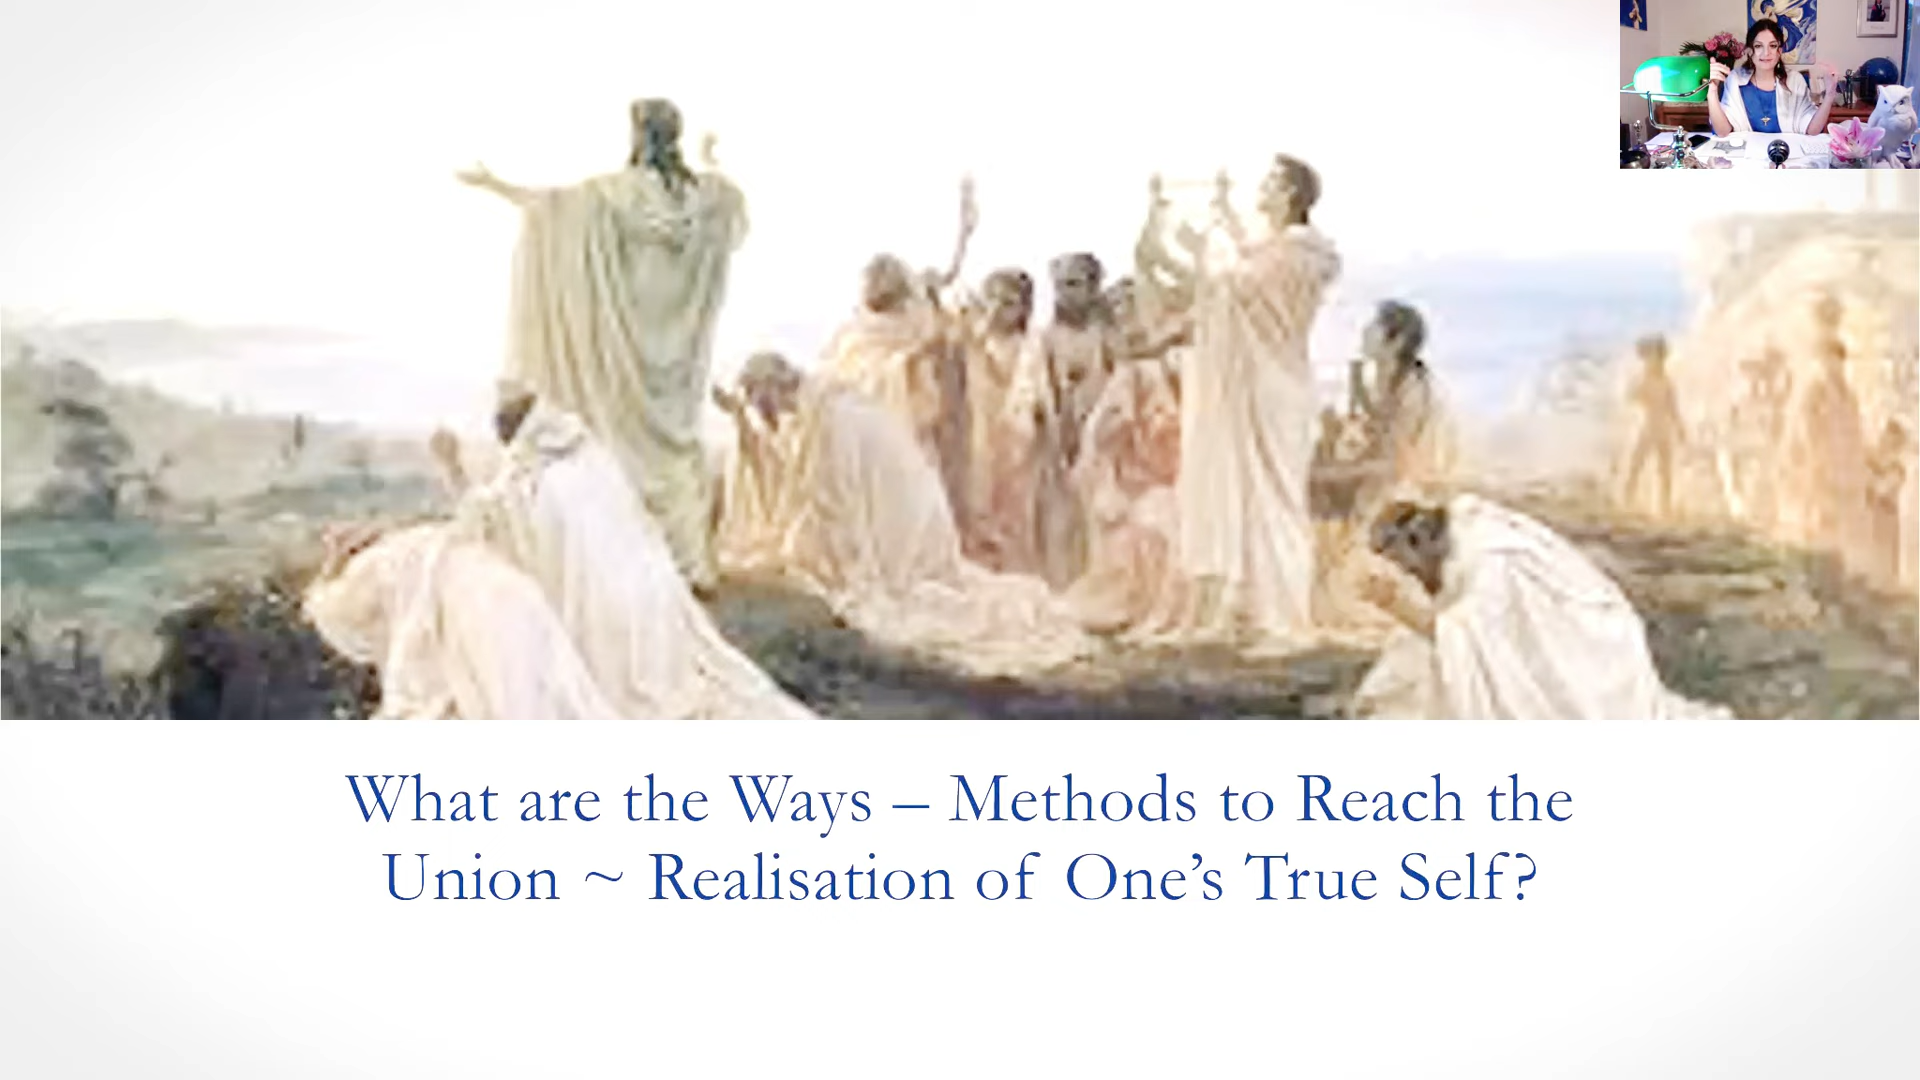 What are the Ways – Methods to Reach the
Union ~ Realisation of One’s True Self?